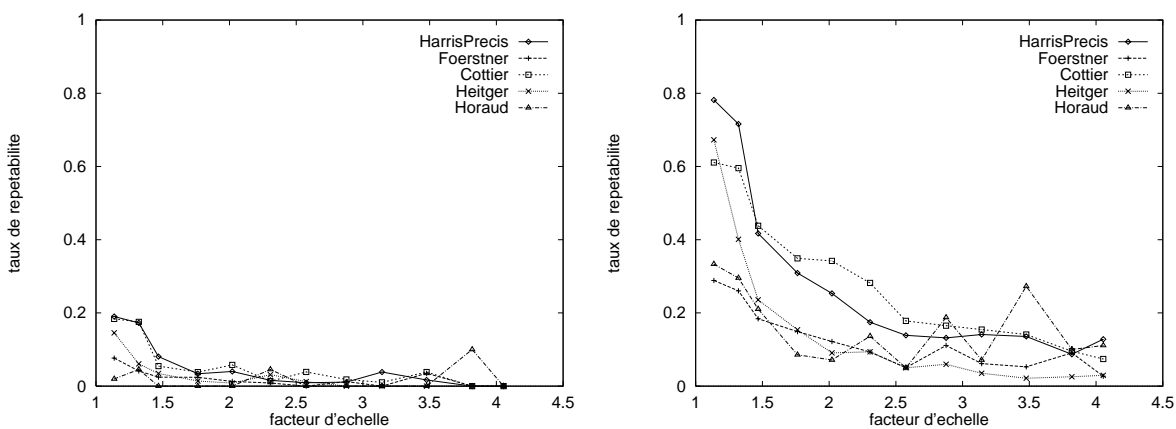 1
0.8
0.6
0.4
0.2
0
taux de repetabilite
HarrisPrecis
Foerstner
Cottier
Heitger
Horaud
1 1.5 2 2.5 3 3.5 4 4.5
facteur d'echelle
1
0.8
0.6
0.4
0.2
0
taux de repetabilite
HarrisPrecis
Foerstner
Cottier
Heitger
Horaud
1 1.5 2 2.5 3 3.5 4 4.5
facteur d'echelle